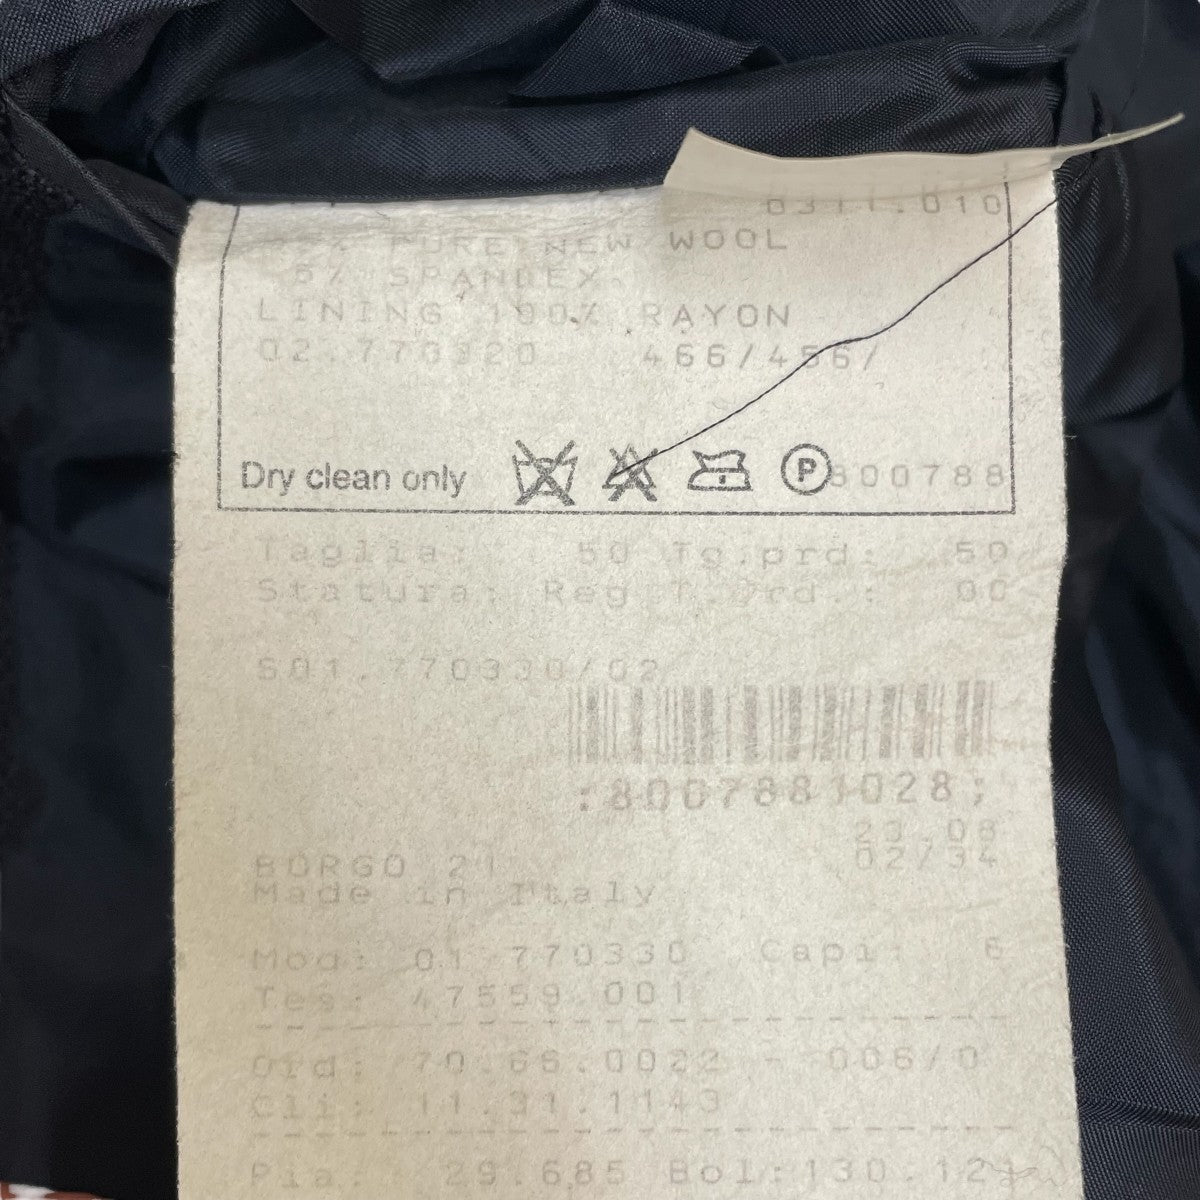 0311.010
% PURE NEW WOOL
5% SPANDEX
LINING 100% RAYON
02.770320 466/456/
Dry clean only P 800788
Taglia: 50 Tg.prd: 50
Statura: Reg T.Ord.: 00
S01.770330/02
:8007881028;
23.08
02/34
BORGO 21
Made in Italy
Mod: 01 770330 Capi: 6
Tes: 47559.001
Ord: 70.66.0022 - 006/0
Cli: 11.31.1143
Pia: 29.685 Bol:130.12